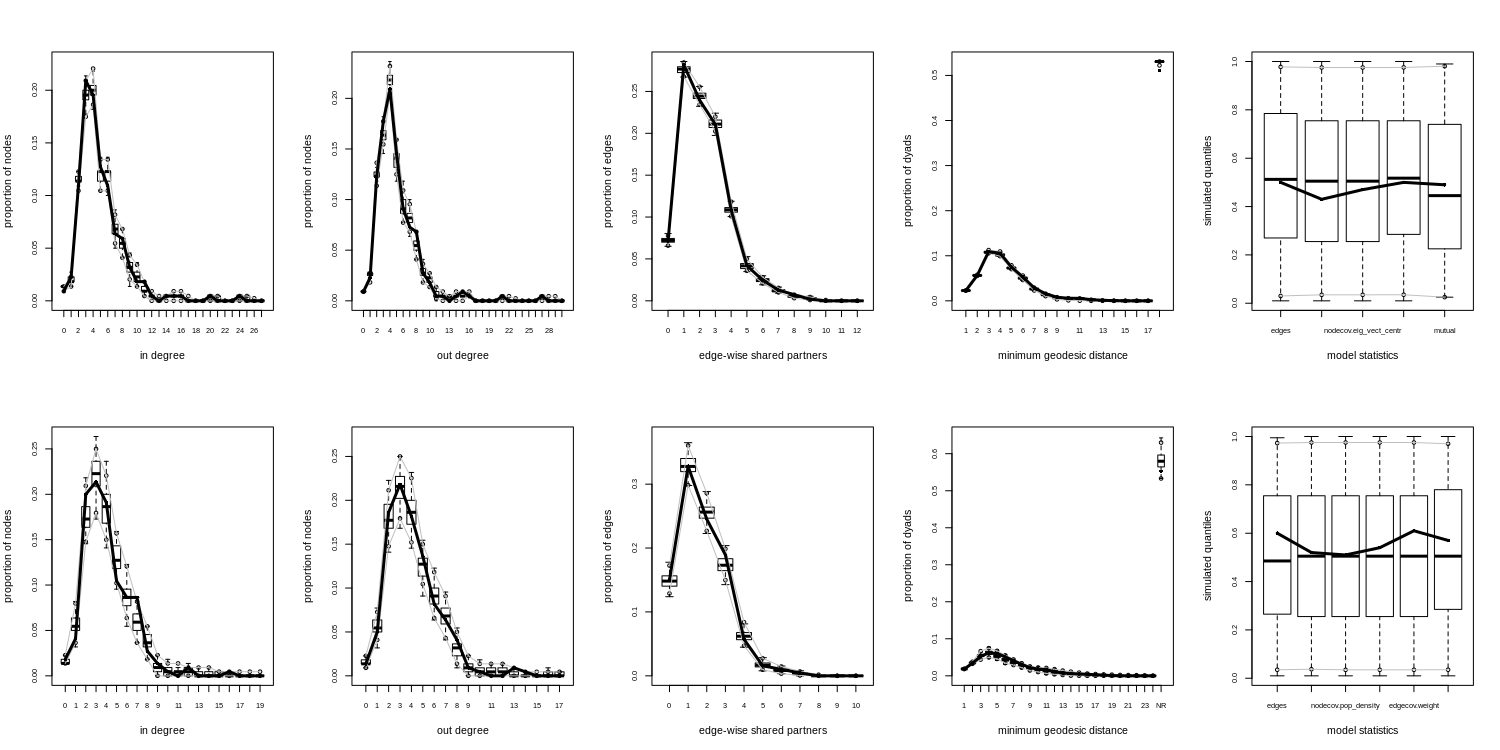 proportion of nodes
0.00 0.05 0.10 0.15 0.20
0 2 4 6 8 10 12 14 16 18 20 22 24 26
in degree
proportion of nodes
0.00 0.05 0.10 0.15 0.20
0 2 4 6 8 10 13 16 19 22 25 28
out degree
proportion of edges
0.00 0.05 0.10 0.15 0.20 0.25
0 1 2 3 4 5 6 7 8 9 10 11 12
edge-wise shared partners
proportion of dyads
0.0 0.1 0.2 0.3 0.4 0.5
1 2 3 4 5 6 7 8 9 11 13 15 17
minimum geodesic distance
simulated quantiles
0.0 0.2 0.4 0.6 0.8 1.0
edges nodecov.eig_vect_centr mutual
model statistics
proportion of nodes
0.00 0.05 0.10 0.15 0.20 0.25
0 1 2 3 4 5 6 7 8 9 11 13 15 17 19
in degree
proportion of nodes
0.00 0.05 0.10 0.15 0.20 0.25
0 1 2 3 4 5 6 7 8 9 11 13 15 17
out degree
proportion of edges
0.0 0.1 0.2 0.3
0 1 2 3 4 5 6 7 8 9 10
edge-wise shared partners
proportion of dyads
0.0 0.1 0.2 0.3 0.4 0.5 0.6
1 3 5 7 9 11 13 15 17 19 21 23 NR
minimum geodesic distance
simulated quantiles
0.0 0.2 0.4 0.6 0.8 1.0
edges nodecov.pop_density edgecov.weight
model statistics